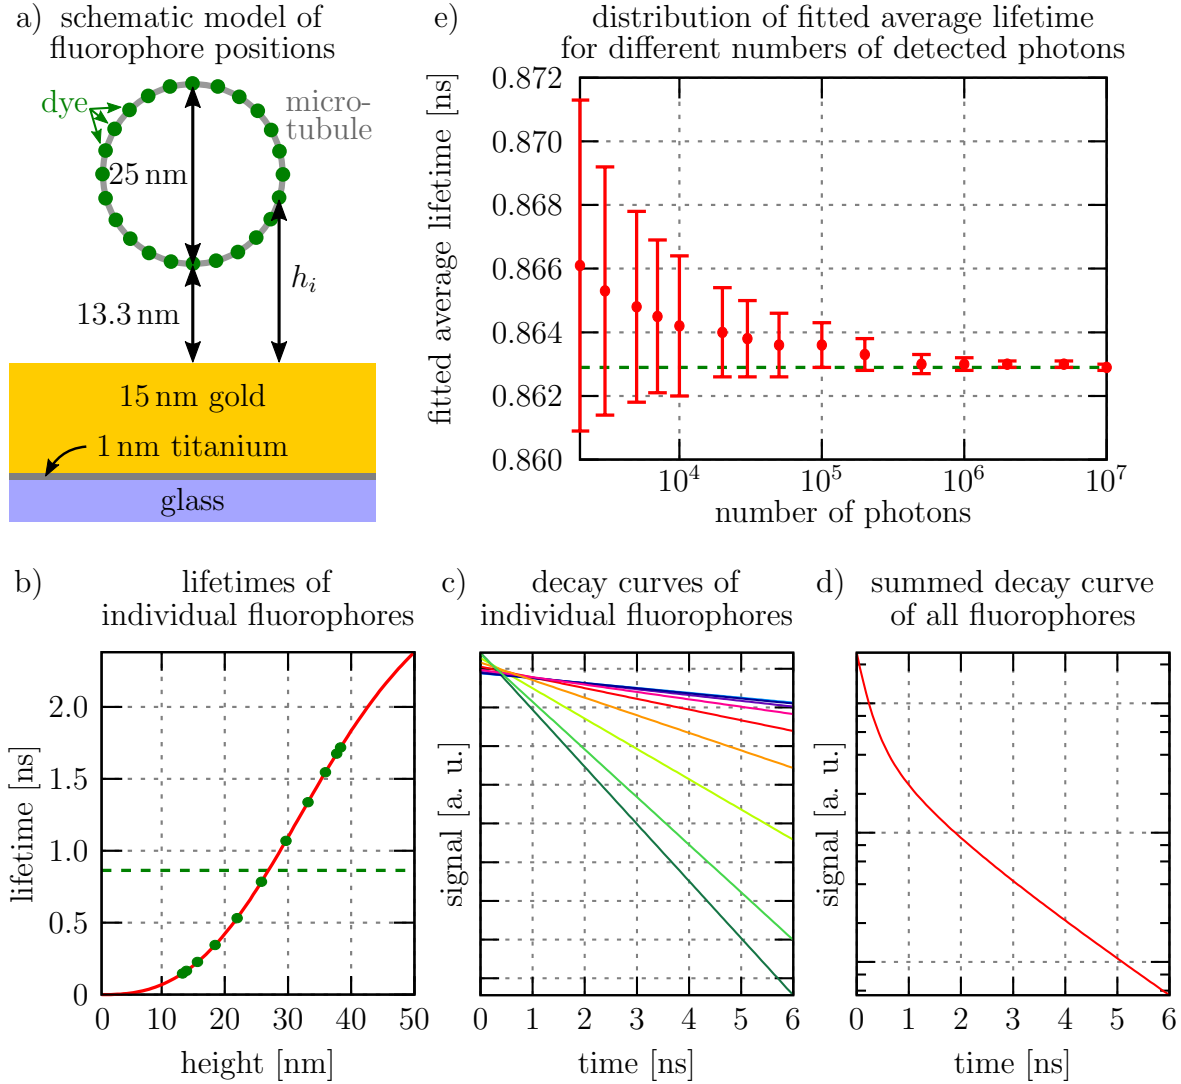 a) schematic model of
fluorophore positions
dye
micro-
tubule
25 nm
13.3 nm
h_i
15 nm gold
1 nm titanium
glass
e) distribution of fitted average lifetime
for different numbers of detected photons
fitted average lifetime [ns]
0.872
0.870
0.868
0.866
0.864
0.862
0.860
10^4 10^5 10^6 10^7
number of photons
b) lifetimes of
individual fluorophores
lifetime [ns]
2.0
1.5
1.0
0.5
0
0 10 20 30 40 50
height [nm]
c) decay curves of
individual fluorophores
signal [a. u.]
0 1 2 3 4 5 6
time [ns]
d) summed decay curve
of all fluorophores
signal [a. u.]
0 1 2 3 4 5 6
time [ns]